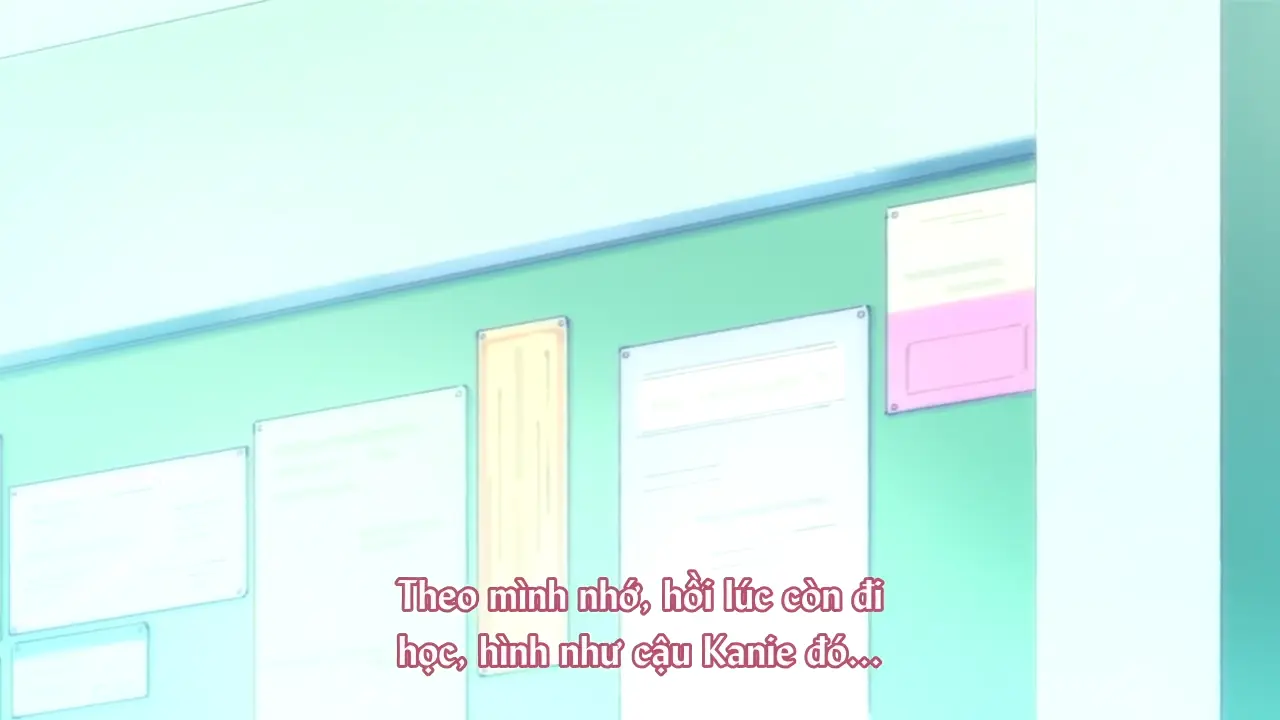 Theo mình nhớ, hồi lúc còn đi
học, hình như cậu Kanie đó...